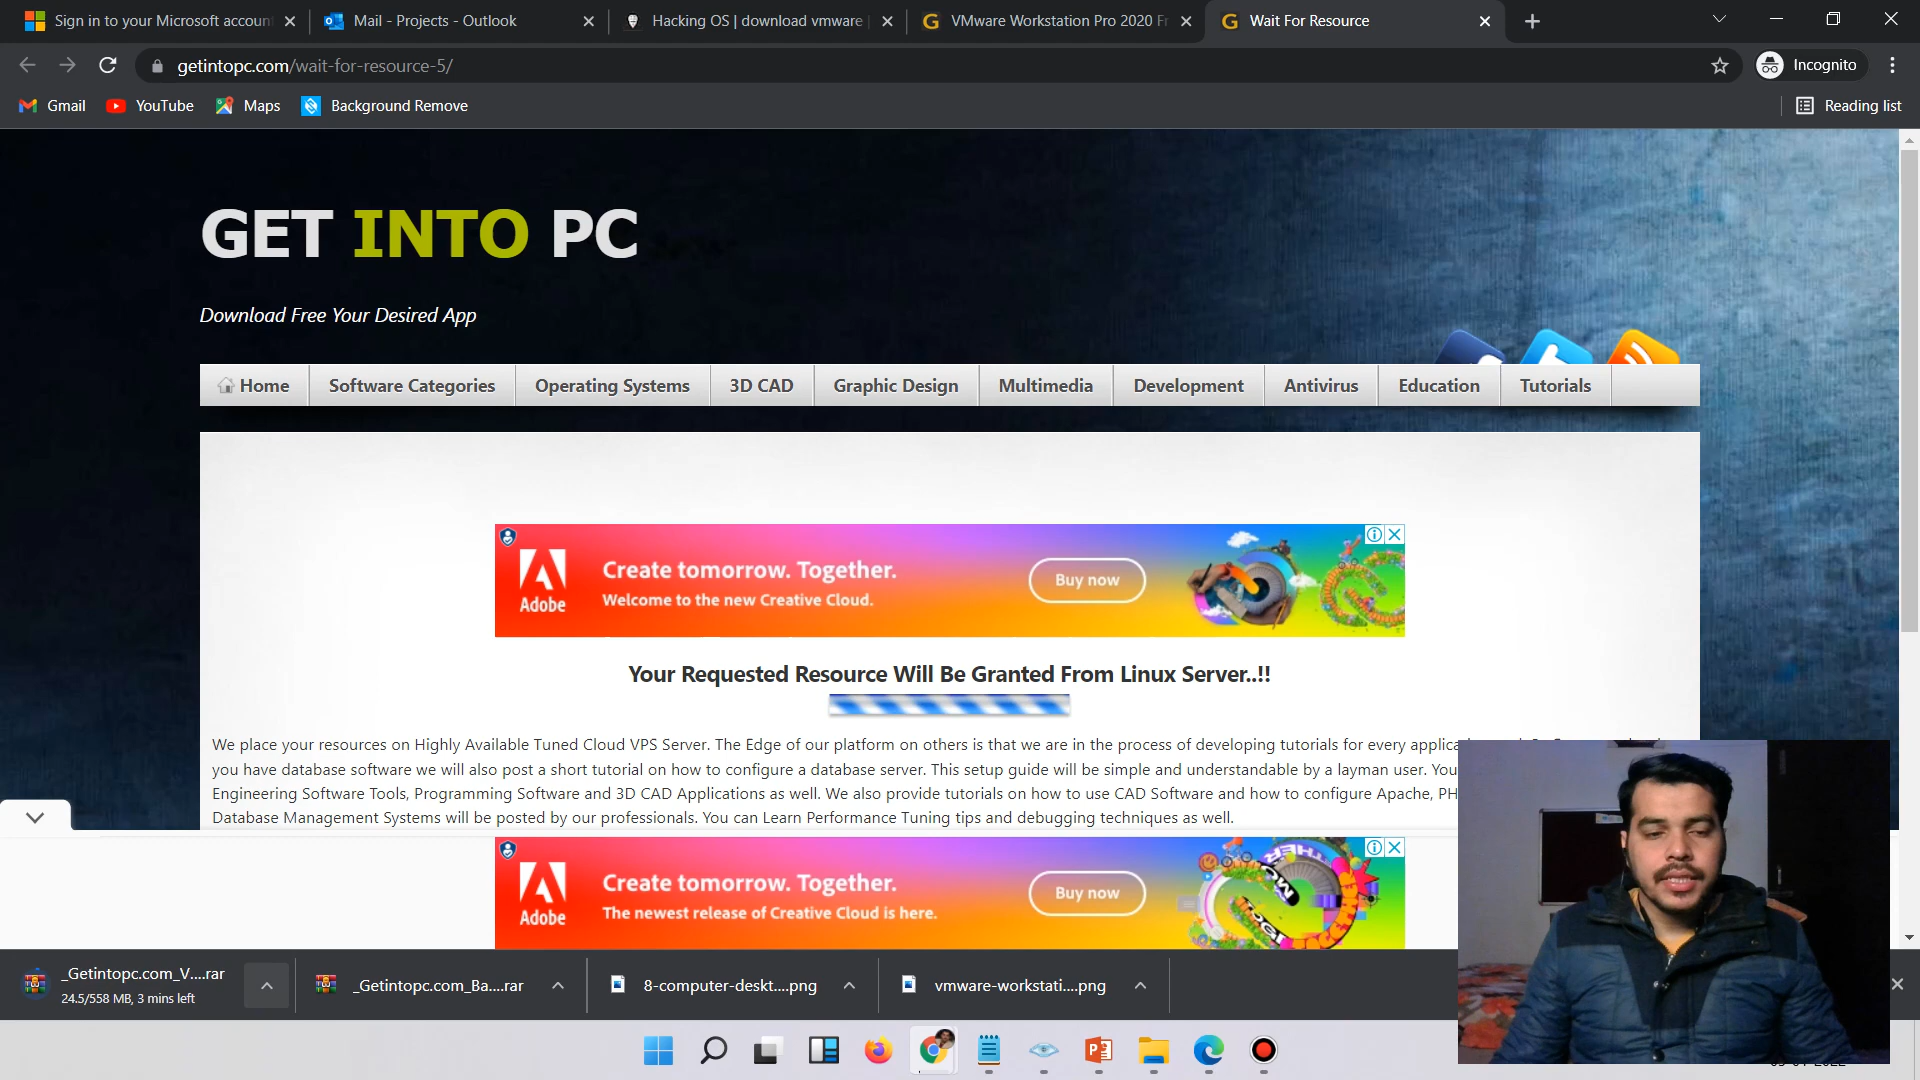 Sign in to your Microsoft account
Mail - Projects - Outlook
Hacking OS | download vmware
VMware Workstation Pro 2020 Fr
Wait For Resource
getintopc.com/wait-for-resource-5/
Incognito
Gmail
YouTube
Maps
Background Remove
Reading list
GET INTO PC
Download Free Your Desired App
Home
Software Categories
Operating Systems
3D CAD
Graphic Design
Multimedia
Development
Antivirus
Education
Tutorials
Adobe
Create tomorrow. Together.
Welcome to the new Creative Cloud.
Buy now
Your Requested Resource Will Be Granted From Linux Server..!!
We place your resources on Highly Available Tuned Cloud VPS Server. The Edge of our platform on others is that we are in the process of developing tutorials for every
you have database software we will also post a short tutorial on how to configure a database server. This setup guide will be simple and understandable by a layman user. You
Engineering Software Tools, Programming Software and 3D CAD Applications as well. We also provide tutorials on how to use CAD Software and how to configure Apache, PH
Database Management Systems will be posted by our professionals. You can Learn Performance Tuning tips and debugging techniques as well.
Adobe
Create tomorrow. Together.
The newest release of Creative Cloud is here.
Buy now
_Getintopc.com_V....rar
24.5/558 MB, 3 mins left
_Getintopc.com_Ba....rar
8-computer-deskt....png
vmware-workstati....png